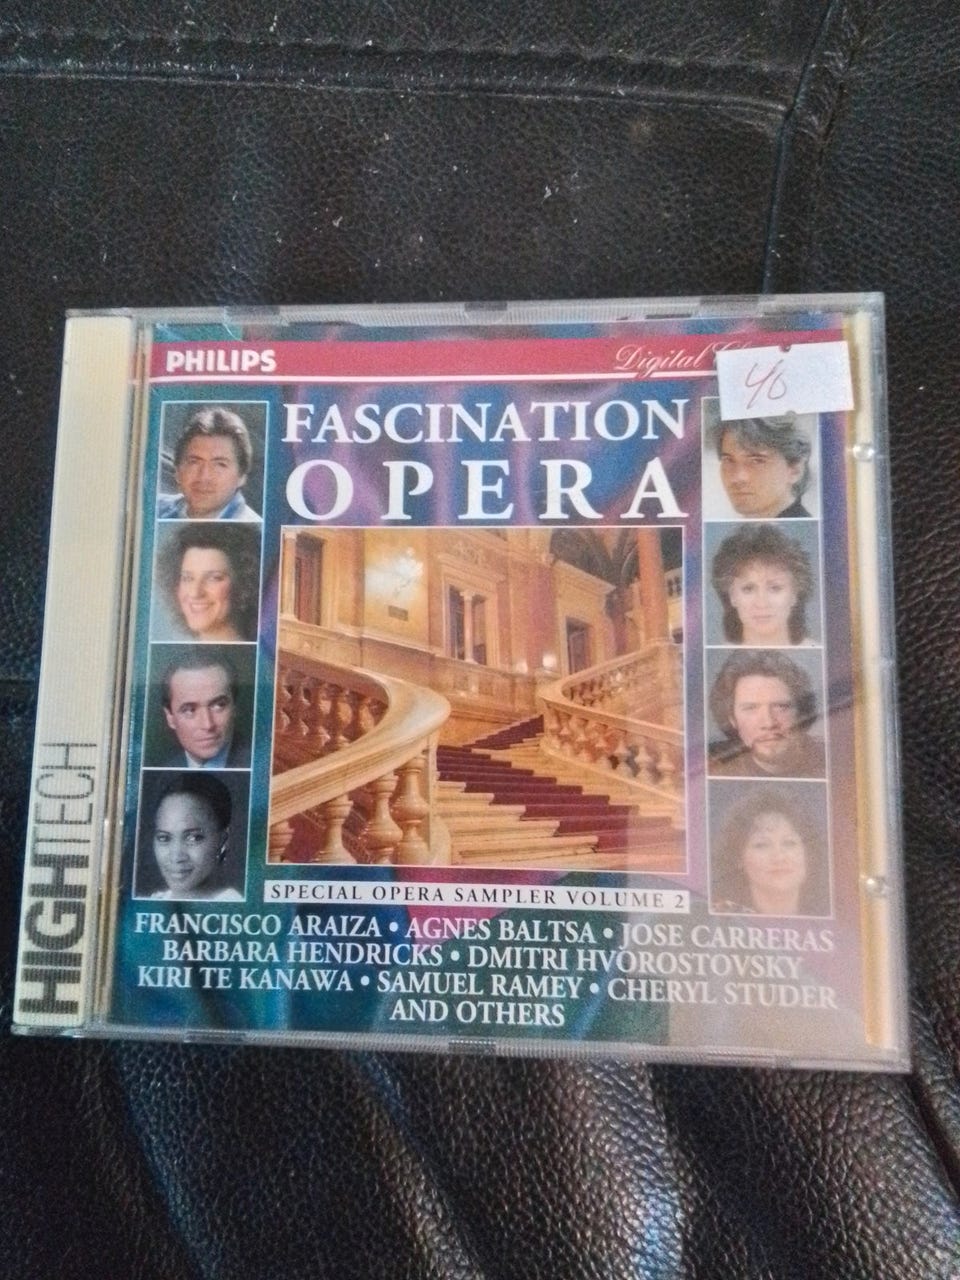 PHILIPS
Digital
46
FASCINATION
OPERA
SPECIAL OPERA SAMPLER VOLUME 2
FRANCISCO ARAIZA • AGNES BALTSA • JOSE CARRERAS
BARBARA HENDRICKS • DMITRI HVOROSTOVSKY
KIRI TE KANAWA • SAMUEL RAMEY • CHERYL STUDER
AND OTHERS
HIGHTECH